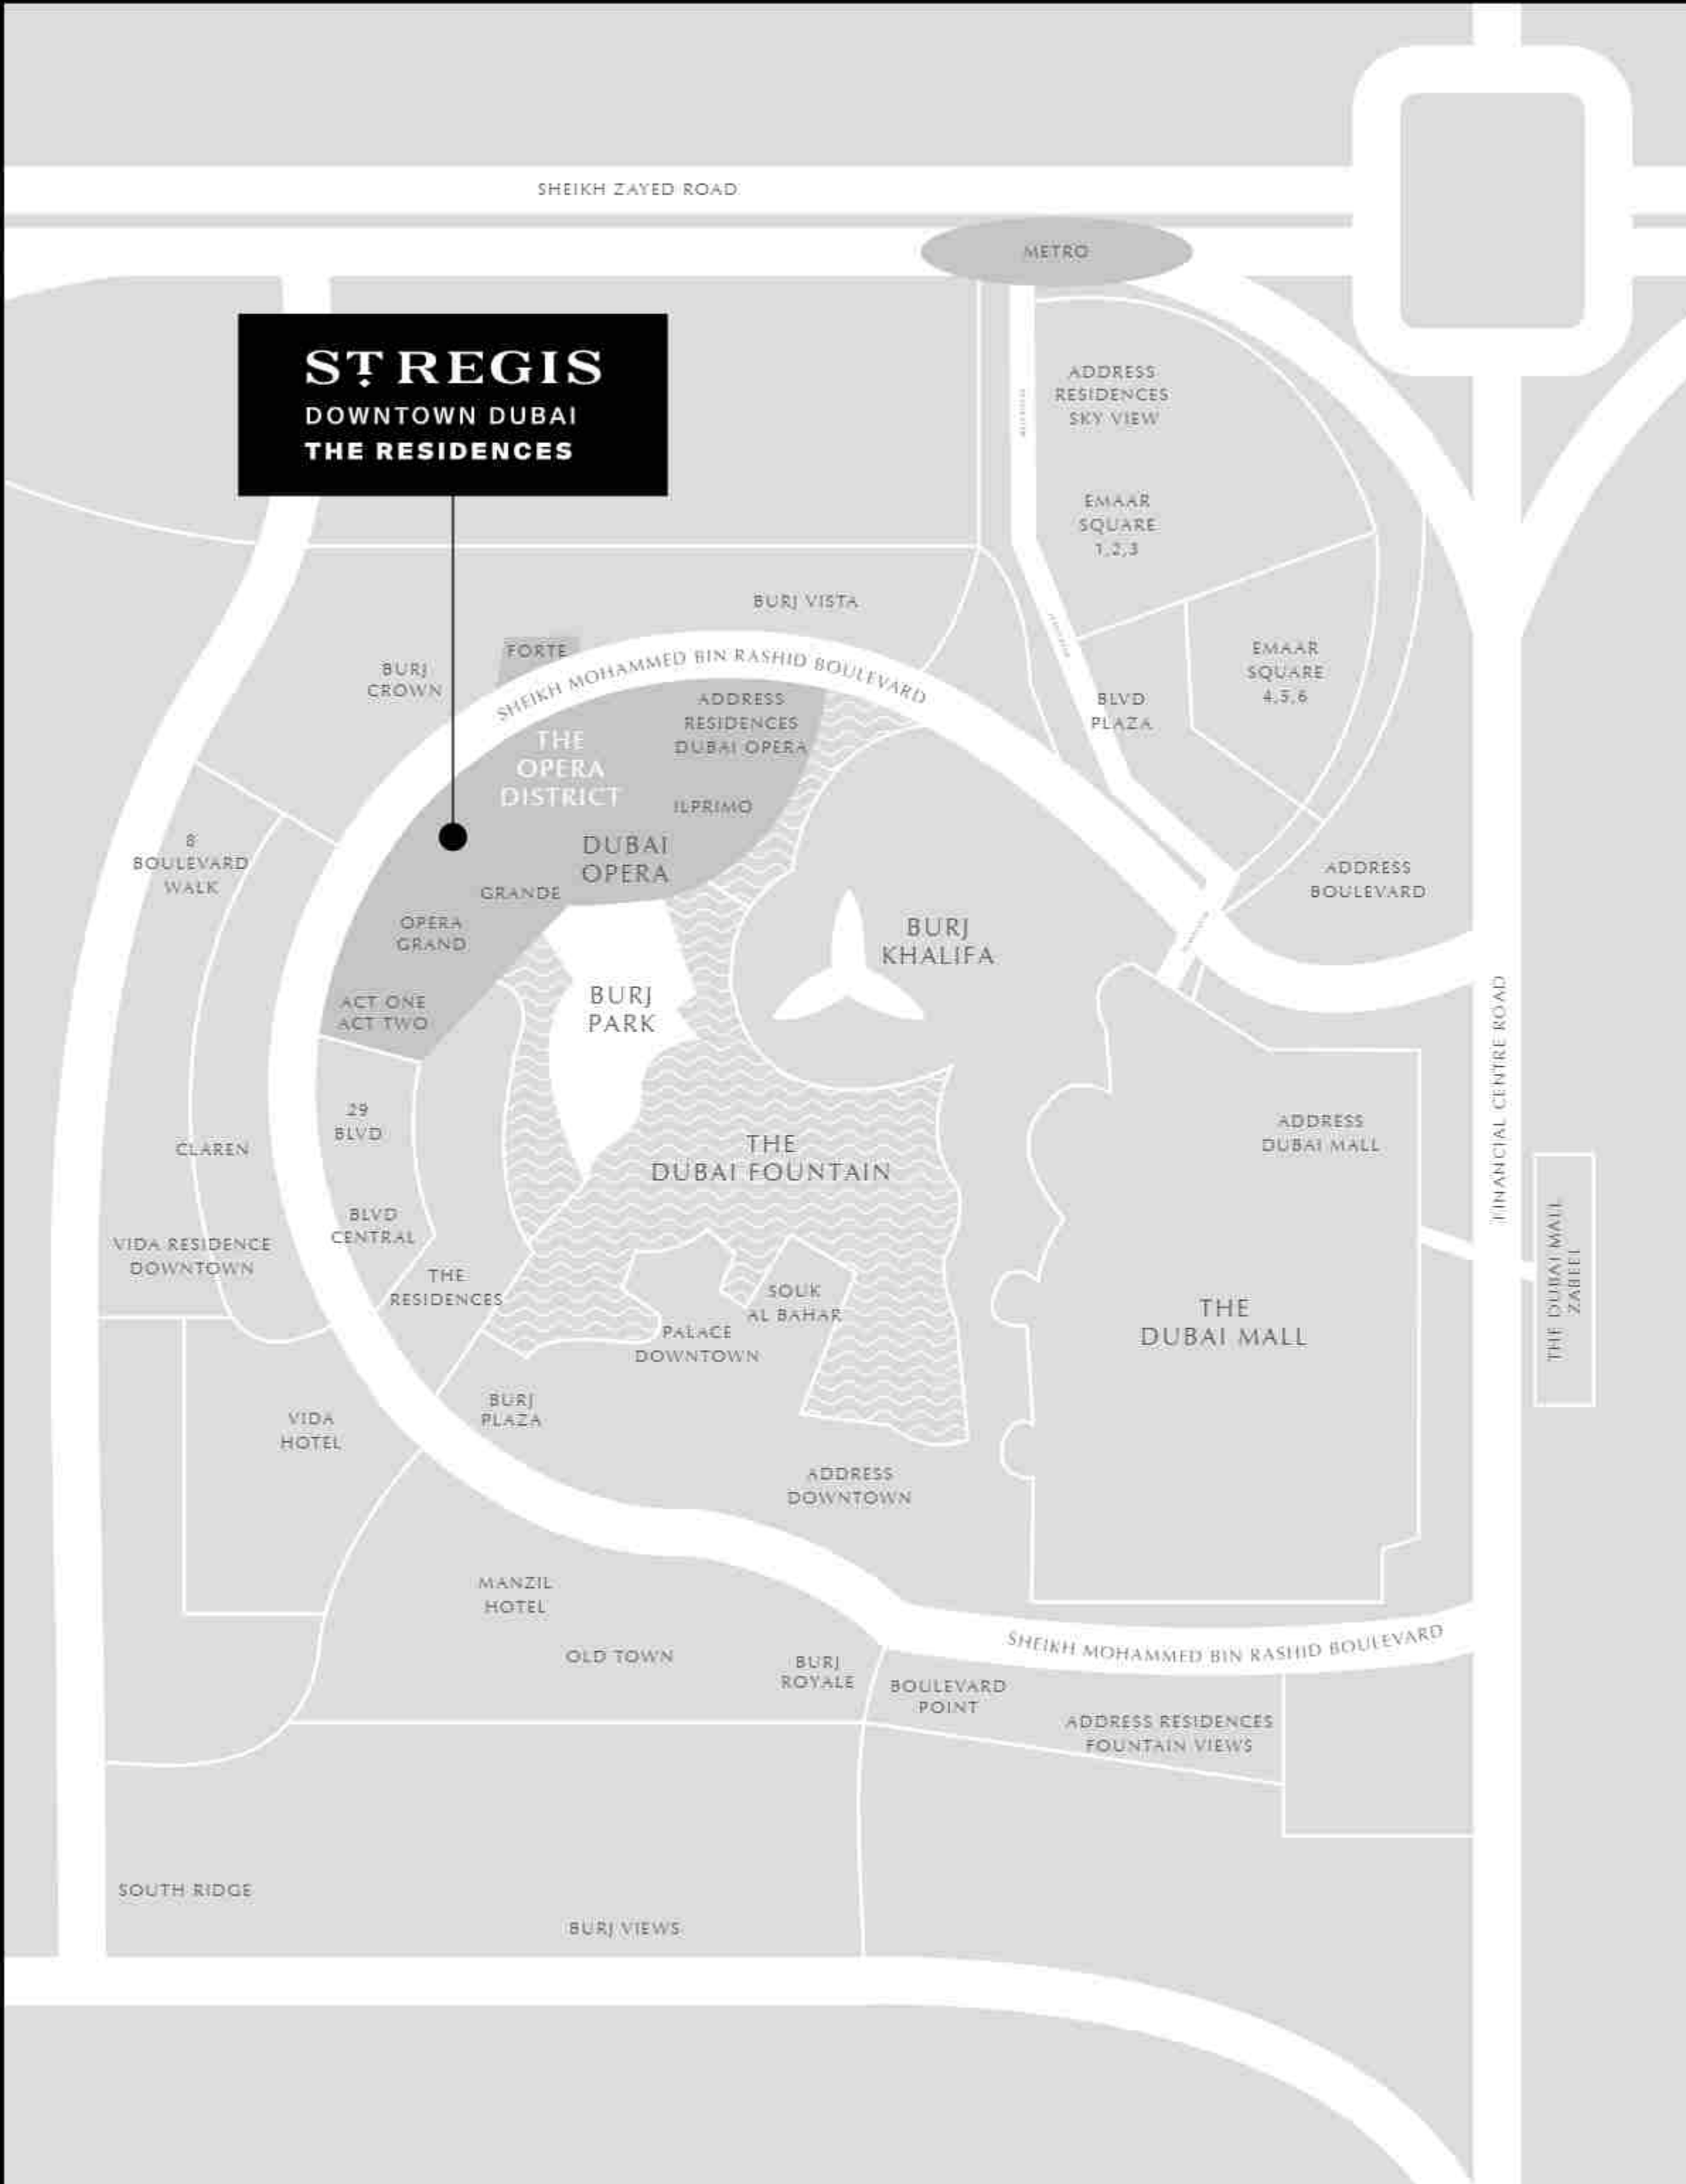 SHEIKH ZAYED ROAD
METRO
ST REGIS
DOWNTOWN DUBAI
THE RESIDENCES
ADDRESS
RESIDENCES
SKY VIEW
EMAAR
SQUARE
1,2,3
BURJ VISTA
FORTE
SHEIKH MOHAMMED BIN RASHID BOULEVARD
BURJ
CROWN
EMAAR
SQUARE
4,5,6
BLVD
PLAZA
ADDRESS
RESIDENCES
DUBAI OPERA
THE
OPERA
DISTRICT
ILPRIMO
DUBAI
OPERA
8
BOULEVARD
WALK
GRANDE
OPERA
GRAND
ADDRESS
BOULEVARD
BURJ
KHALIFA
BURJ
PARK
ACT ONE
ACT TWO
FINANCIAL CENTRE ROAD
29
BLVD
ADDRESS
DUBAI MALL
CLAREN
THE
DUBAI FOUNTAIN
BLVD
CENTRAL
VIDA RESIDENCE
DOWNTOWN
THE
RESIDENCES
SOUK
AL BAHAR
THE DUBAI MALL
ZABEEL
THE
DUBAI MALL
PALACE
DOWNTOWN
BURJ
PLAZA
VIDA
HOTEL
ADDRESS
DOWNTOWN
MANZIL
HOTEL
SHEIKH MOHAMMED BIN RASHID BOULEVARD
OLD TOWN
BURJ
ROYALE
BOULEVARD
POINT
ADDRESS RESIDENCES
FOUNTAIN VIEWS
SOUTH RIDGE
BURJ VIEWS